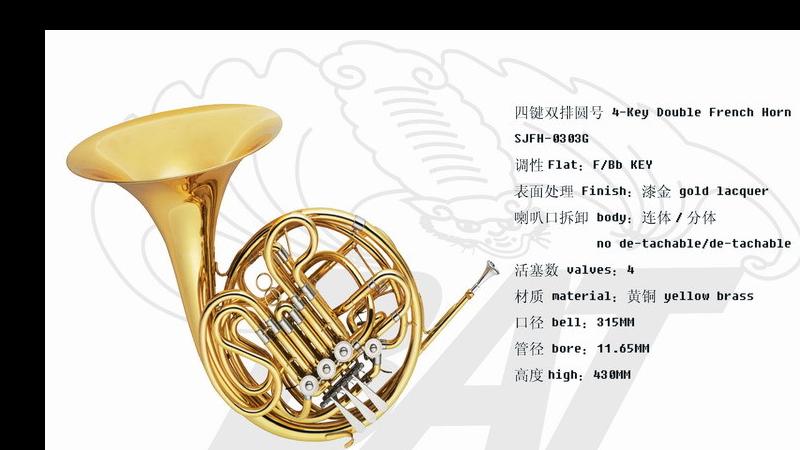 四键双排圆号 4-Key Double French Horn
SJFH-0303G
调性 Flat: F/Bb KEY
表面处理 Finish: 漆金 gold lacquer
喇叭口拆卸 body: 连体 / 分体
no de-tachable/de-tachable
活塞数 valves: 4
材质 material: 黄铜 yellow brass
口径 bell: 315MM
管径 bore: 11.65MM
高度 high: 430MM